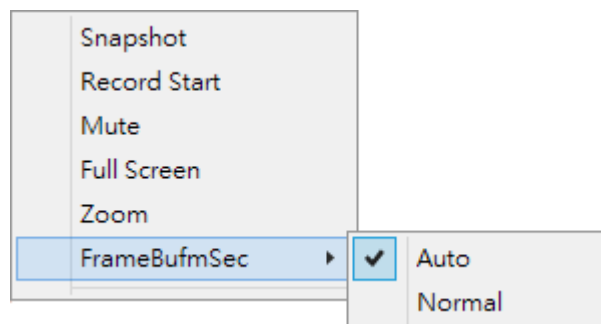 Snapshot
Record Start
Mute
Full Screen
Zoom
FrameBufmSec
Auto
Normal